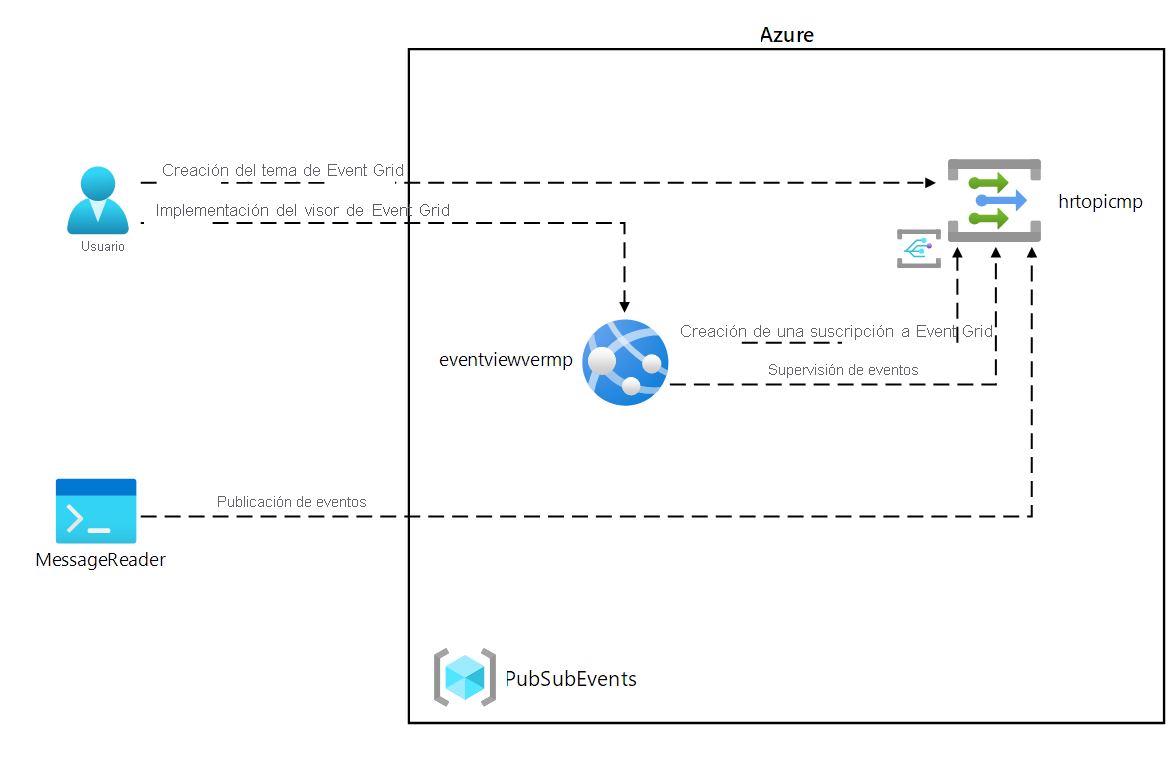 Azure
Creación del tema de Event Grid
Implementación del visor de Event Grid
hrtopicmp
Usuario
Creación de una suscripción a Event Grid
eventviewvermp
Supervisión de eventos
Publicación de eventos
MessageReader
PubSubEvents